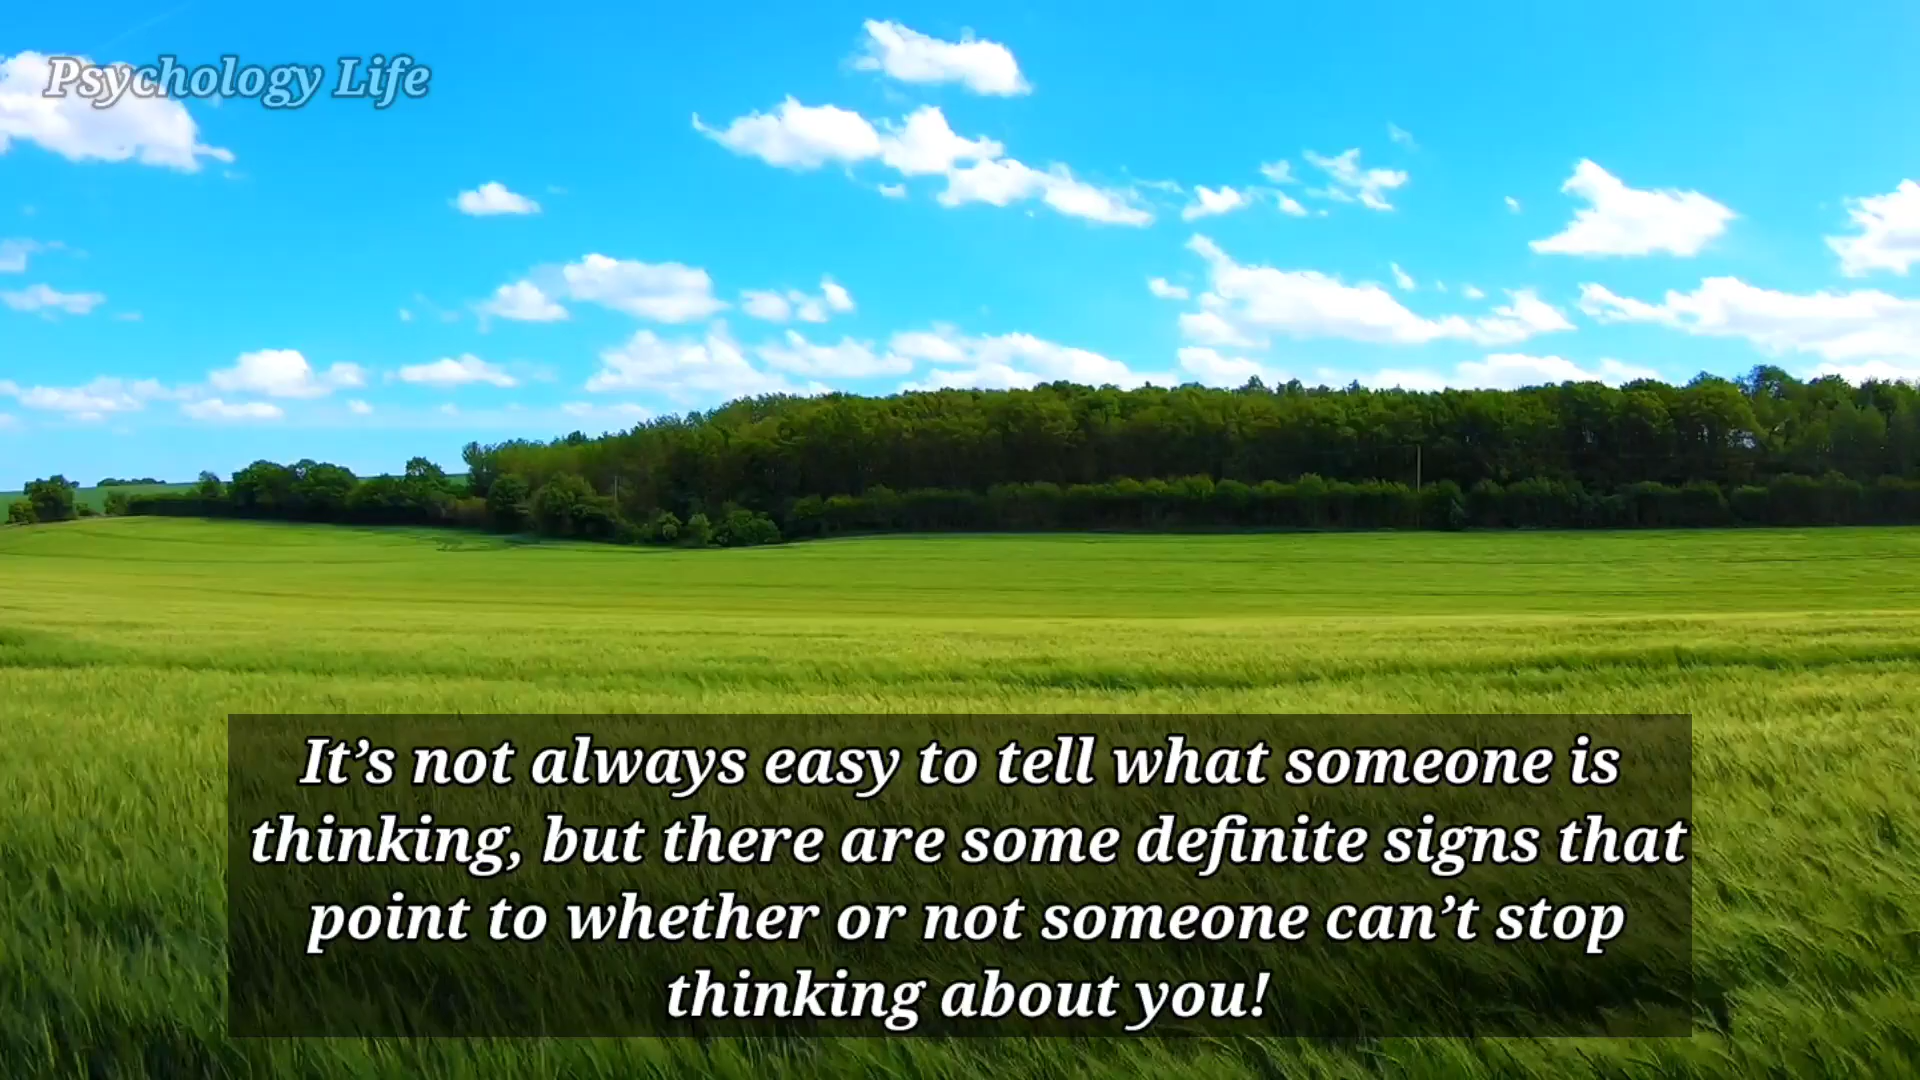 Psychology Life
It’s not always easy to tell what someone is
thinking, but there are some definite signs that
point to whether or not someone can’t stop
thinking about you!